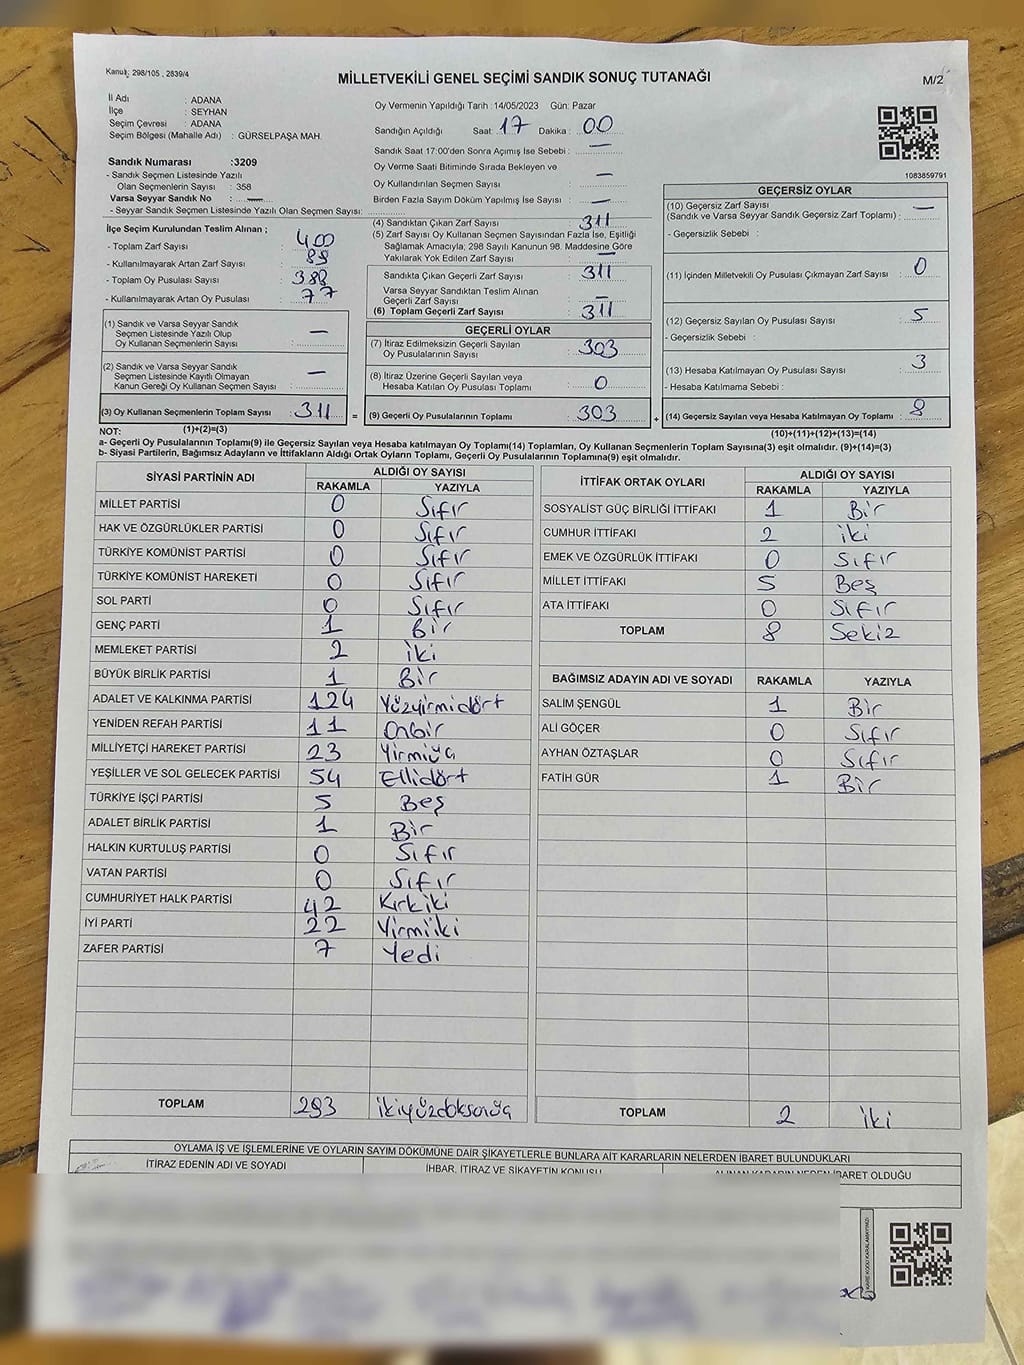 Kanun: 298/105 , 2839/4
MİLLETVEKİLİ GENEL SEÇİMİ SANDIK SONUÇ TUTANAĞI
M/2
İl Adı : ADANA
İlçe : SEYHAN
Seçim Çevresi : ADANA
Seçim Bölgesi (Mahalle Adı) : GÜRSELPAŞA MAH.
Sandık Numarası :3209
- Sandık Seçmen Listesinde Yazılı
Olan Seçmenlerin Sayısı : 358
Varsa Seyyar Sandık No : —
- Seyyar Sandık Seçmen Listesinde Yazılı Olan Seçmen Sayısı:
İlçe Seçim Kurulundan Teslim Alınan ;
- Toplam Zarf Sayısı : 400
- Kullanılmayarak Artan Zarf Sayısı : 89
- Toplam Oy Pusulası Sayısı : 388
- Kullanılmayarak Artan Oy Pusulası : 77
(1) Sandık ve Varsa Seyyar Sandık
Seçmen Listesinde Yazılı Olup
Oy Kullanan Seçmenlerin Sayısı : —
(2) Sandık ve Varsa Seyyar Sandık
Seçmen Listesinde Kayıtlı Olmayan
Kanun Gereği Oy Kullanan Seçmen Sayısı : —
(3) Oy Kullanan Seçmenlerin Toplam Sayısı : 311 =
(1)+(2)=(3)
Oy Vermenin Yapıldığı Tarih : 14/05/2023 Gün: Pazar
Sandığın Açıldığı Saat : 17 Dakika : 00
Sandık Saat 17:00'den Sonra Açımış İse Sebebi : —
Oy Verme Saati Bitiminde Sırada Bekleyen ve
Oy Kullandırılan Seçmen Sayısı : —
Birden Fazla Sayım Döküm Yapılmış İse Sayısı : —
(4) Sandıktan Çıkan Zarf Sayısı : 311
(5) Zarf Sayısı Oy Kullanan Seçmen Sayısından Fazla İse, Eşitliği
Sağlamak Amacıyla; 298 Sayılı Kanunun 98. Maddesine Göre
Yakılarak Yok Edilen Zarf Sayısı : —
Sandıkta Çıkan Geçerli Zarf Sayısı : 311
Varsa Seyyar Sandıktan Teslim Alınan
Geçerli Zarf Sayısı : —
(6) Toplam Geçerli Zarf Sayısı : 311
GEÇERLİ OYLAR
(7) İtiraz Edilmeksizin Geçerli Sayılan
Oy Pusulalarının Sayısı : 303
(8) İtiraz Üzerine Geçerli Sayılan veya
Hesaba Katılan Oy Pusulası Toplamı : 0
(9) Geçerli Oy Pusulalarının Toplamı : 303 +
1083859791
GEÇERSİZ OYLAR
(10) Geçersiz Zarf Sayısı —
(Sandık ve Varsa Seyyar Sandık Geçersiz Zarf Toplamı) :
- Geçersizlik Sebebi :
(11) İçinden Milletvekili Oy Pusulası Çıkmayan Zarf Sayısı : 0
(12) Geçersiz Sayılan Oy Pusulası Sayısı : 5
- Geçersizlik Sebebi :
(13) Hesaba Katılmayan Oy Pusulası Sayısı : 3
- Hesaba Katılmama Sebebi :
(14) Geçersiz Sayılan veya Hesaba Katılmayan Oy Toplamı : 8
(10)+(11)+(12)+(13)=(14)
NOT:
a- Geçerli Oy Pusulalarının Toplamı(9) ile Geçersiz Sayılan veya Hesaba katılmayan Oy Toplamı(14) Toplamları, Oy Kullanan Seçmenlerin Toplam Sayısına(3) eşit olmalıdır. (9)+(14)=(3)
b- Siyasi Partilerin, Bağımsız Adayların ve İttifakların Aldığı Ortak Oyların Toplamı, Geçerli Oy Pusulalarının Toplamına(9) eşit olmalıdır.
SİYASİ PARTİNİN ADI ALDIĞI OY SAYISI
RAKAMLA YAZIYLA
MİLLET PARTİSİ 0 Sıfır
HAK VE ÖZGÜRLÜKLER PARTİSİ 0 Sıfır
TÜRKİYE KOMÜNİST PARTİSİ 0 Sıfır
TÜRKİYE KOMÜNİST HAREKETİ 0 Sıfır
SOL PARTİ 0 Sıfır
GENÇ PARTİ 1 Bir
MEMLEKET PARTİSİ 2 iki
BÜYÜK BİRLİK PARTİSİ 1 Bir
ADALET VE KALKINMA PARTİSİ 124 Yüzyirmidört
YENİDEN REFAH PARTİSİ 11 Onbir
MİLLİYETÇİ HAREKET PARTİSİ 23 Yirmiüç
YEŞİLLER VE SOL GELECEK PARTİSİ 54 Ellidört
TÜRKİYE İŞÇİ PARTİSİ 5 Beş
ADALET BİRLİK PARTİSİ 1 Bir
HALKIN KURTULUŞ PARTİSİ 0 Sıfır
VATAN PARTİSİ 0 Sıfır
CUMHURİYET HALK PARTİSİ 42 Kırkiki
İYİ PARTİ 22 Yirmiiki
ZAFER PARTİSİ 7 Yedi
TOPLAM 293 ikiyüzdoksanüç
İTTİFAK ORTAK OYLARI ALDIĞI OY SAYISI
RAKAMLA YAZIYLA
SOSYALİST GÜÇ BİRLİĞİ İTTİFAKI 1 Bir
CUMHUR İTTİFAKI 2 iki
EMEK VE ÖZGÜRLÜK İTTİFAKI 0 Sıfır
MİLLET İTTİFAKI 5 Beş
ATA İTTİFAKI 0 Sıfır
TOPLAM 8 Sekiz
BAĞIMSIZ ADAYIN ADI VE SOYADI RAKAMLA YAZIYLA
SALİM ŞENGÜL 1 Bir
ALİ GÖÇER 0 Sıfır
AYHAN ÖZTAŞLAR 0 Sıfır
FATİH GÜR 1 Bir
TOPLAM 2 iki
OYLAMA İŞ VE İŞLEMLERİNE VE OYLARIN SAYIM DÖKÜMÜNE DAİR ŞİKAYETLERLE BUNLARA AİT KARARLARIN NELERDEN İBARET BULUNDUKLARI
İTİRAZ EDENİN ADI VE SOYADI İHBAR, İTİRAZ VE ŞİKAYETİN KONUSU ALINAN KARARIN NEDEN İBARET OLDUĞU